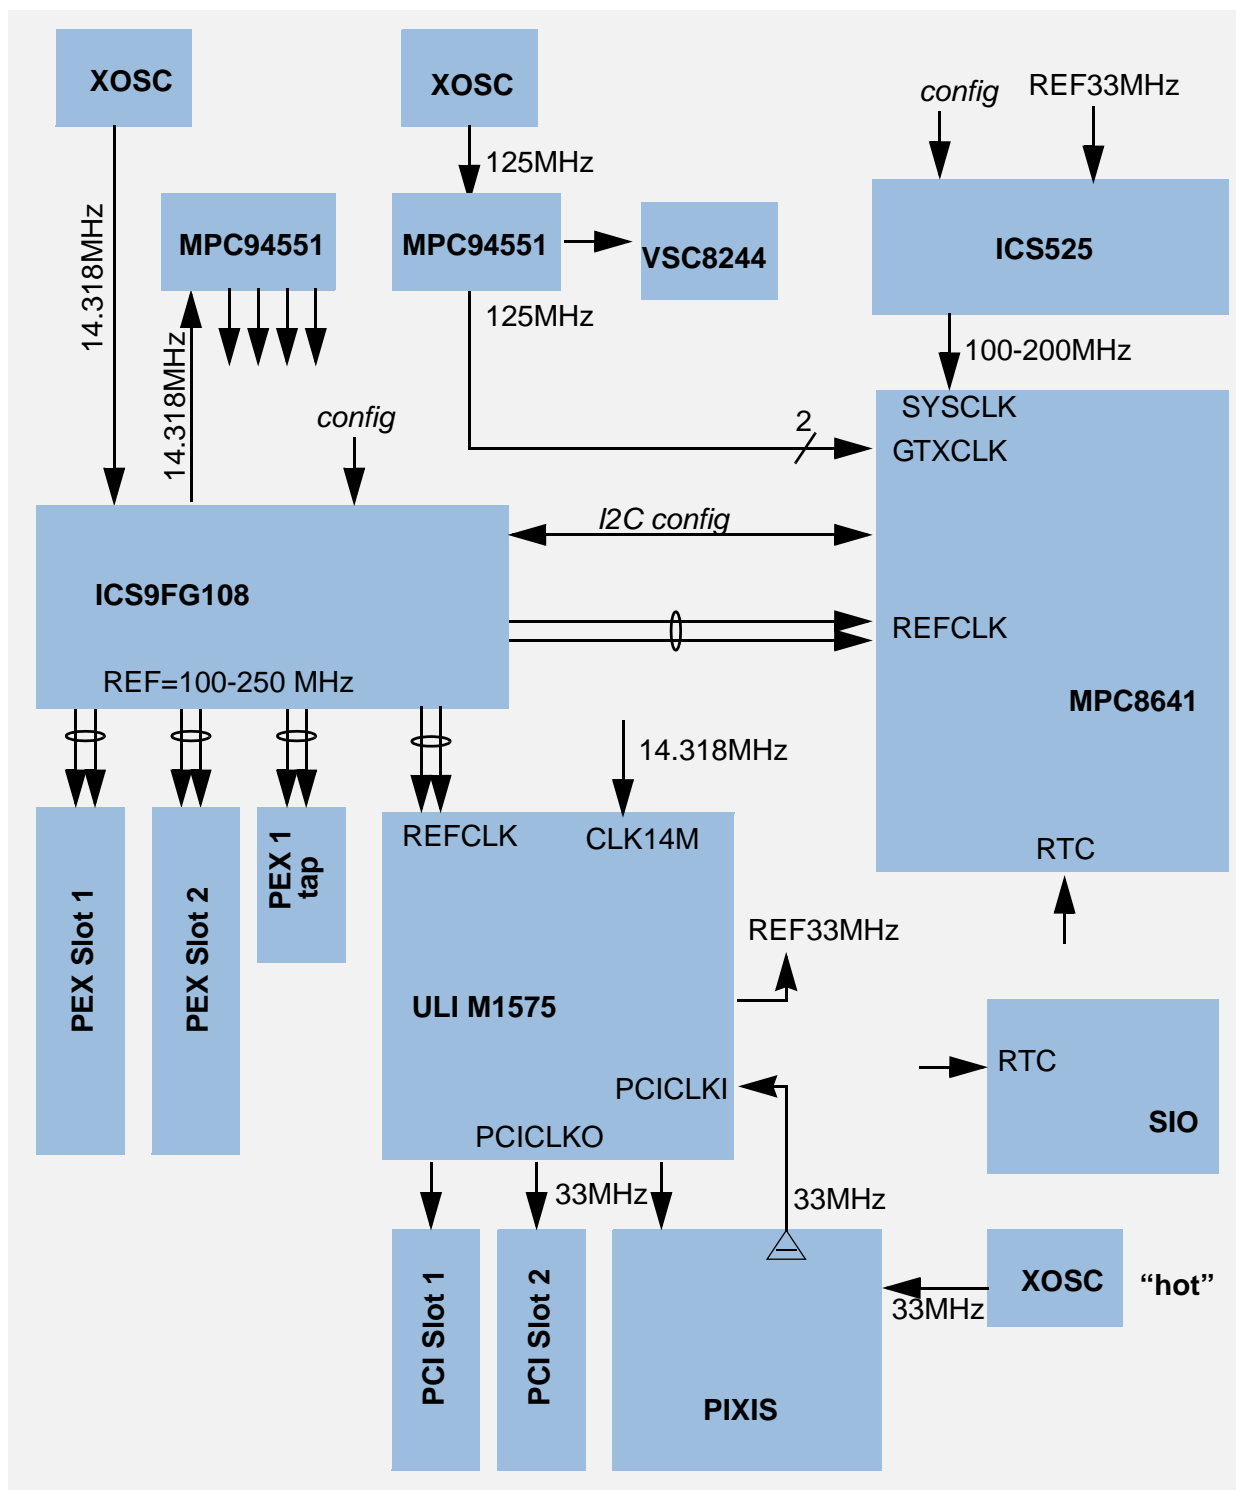 XOSC
XOSC
config
REF33MHz
125MHz
14.318MHz
MPC94551
MPC94551
VSC8244
ICS525
14.318MHz
125MHz
100-200MHz
SYSCLK
config
2
GTXCLK
I2C config
ICS9FG108
REFCLK
REF=100-250 MHz
MPC8641
14.318MHz
REFCLK
CLK14M
RTC
PEX Slot 1
PEX Slot 2
PEX 1
tap
REF33MHz
ULI M1575
RTC
PCICLKI
SIO
PCICLKO
33MHz
33MHz
PCI Slot 1
PCI Slot 2
XOSC
“hot”
33MHz
PIXIS